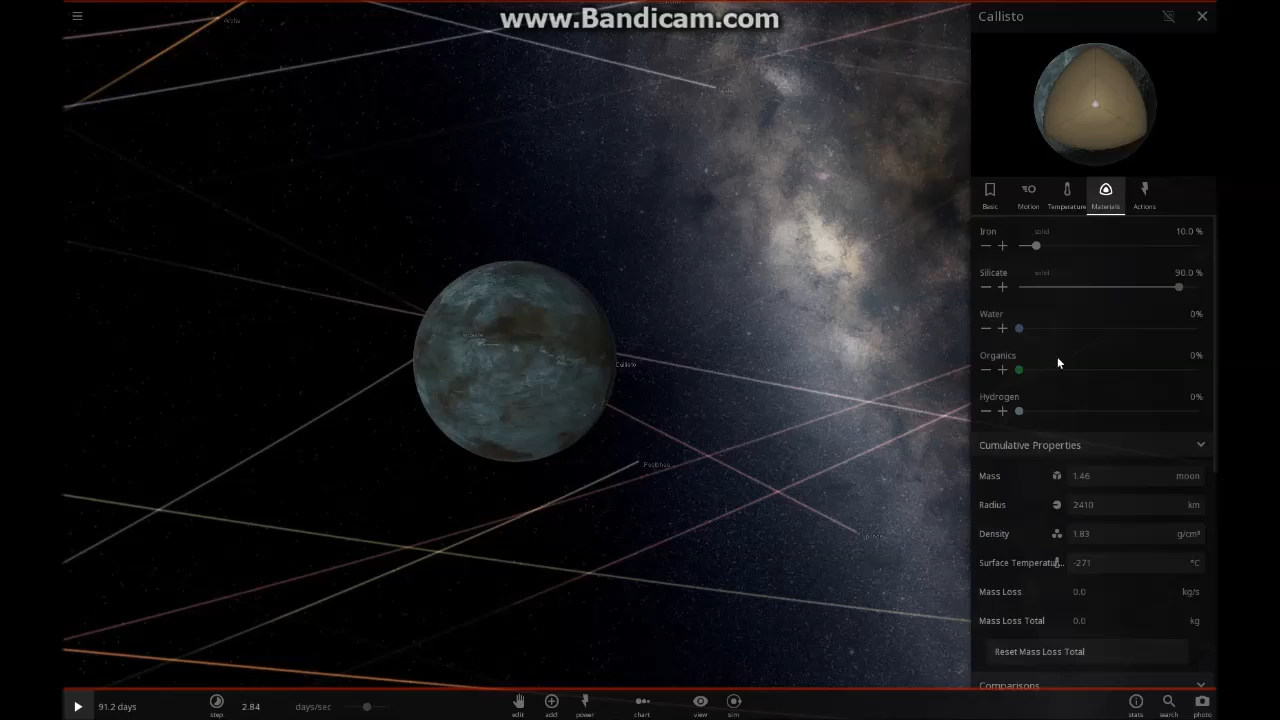 www.Bandicam.com
Callisto
Basic
Motion
Temperature
Materials
Actions
Iron solid 10.0 %
Silicate solid 90.0 %
Water 0%
Organics 0%
Hydrogen 0%
Callisto
Cumulative Properties
Mass 1.46 moon
Radius 2410 km
Density 1.83 g/cm³
Surface Temperatu... -271 °C
Mass Loss 0.0 kg/s
Mass Loss Total 0.0 kg
Reset Mass Loss Total
Comparisons
91.2 days
step
2.84 days/sec
edit
add
power
chart
view
sim
stats
search
photo